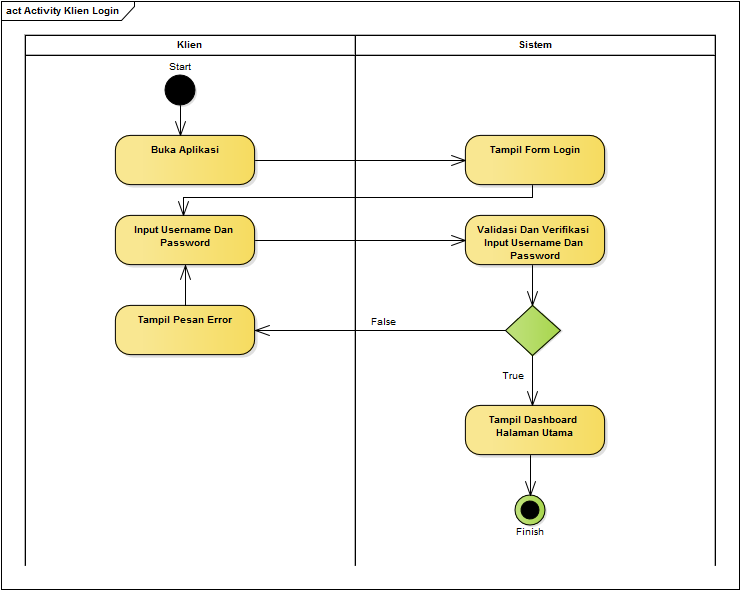 act Activity Klien Login
Klien
Sistem
Start
Buka Aplikasi
Tampil Form Login
Input Username Dan
Password
Validasi Dan Verifikasi
Input Username Dan
Password
Tampil Pesan Error
False
True
Tampil Dashboard
Halaman Utama
Finish